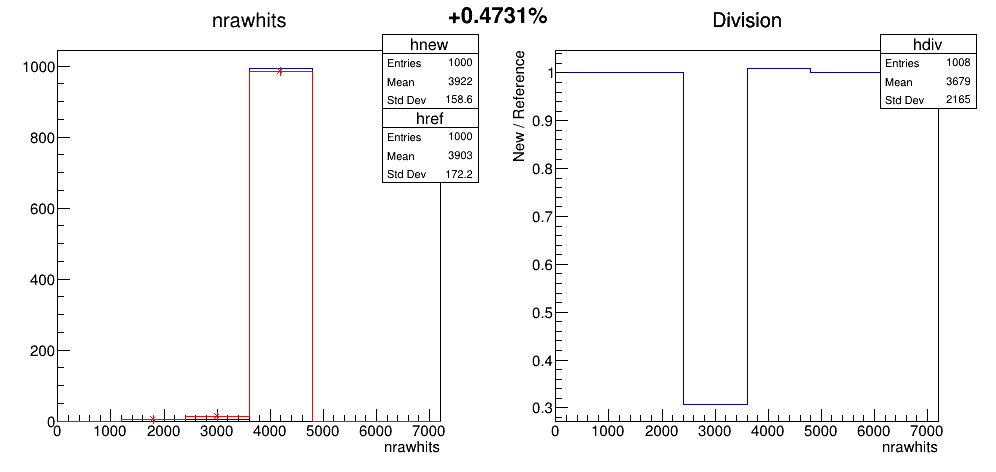 +0.4731%
nrawhits
hnew
Entries 1000
Mean 3922
Std Dev 158.6
href
Entries 1000
Mean 3903
Std Dev 172.2
1000
800
600
400
200
0
0 1000 2000 3000 4000 5000 6000 7000
nrawhits
Division
hdiv
Entries 1008
Mean 3679
Std Dev 2165
New / Reference
1
0.9
0.8
0.7
0.6
0.5
0.4
0.3
0 1000 2000 3000 4000 5000 6000 7000
nrawhits